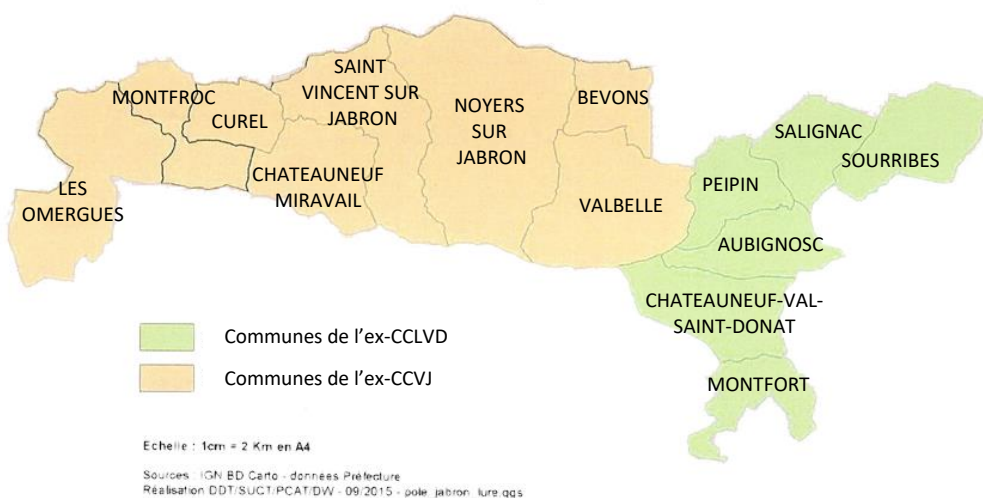 MONTFROC
CUREL
SAINT
VINCENT SUR
JABRON
NOYERS
SUR
JABRON
BEVONS
SALIGNAC
SOURRIBES
LES
OMERGUES
CHATEAUNEUF
MIRAVAIL
VALBELLE
PEIPIN
AUBIGNOSC
CHATEAUNEUF-VAL-
SAINT-DONAT
MONTFORT
Communes de l’ex-CCLVD
Communes de l’ex-CCVJ
Echelle : 1cm = 2 Km en A4
Sources : IGN BD Carto - données Préfecture
Réalisation DDT/SUCT/PCAT/DW - 09/2015 - pole_jabron_lure.qgs